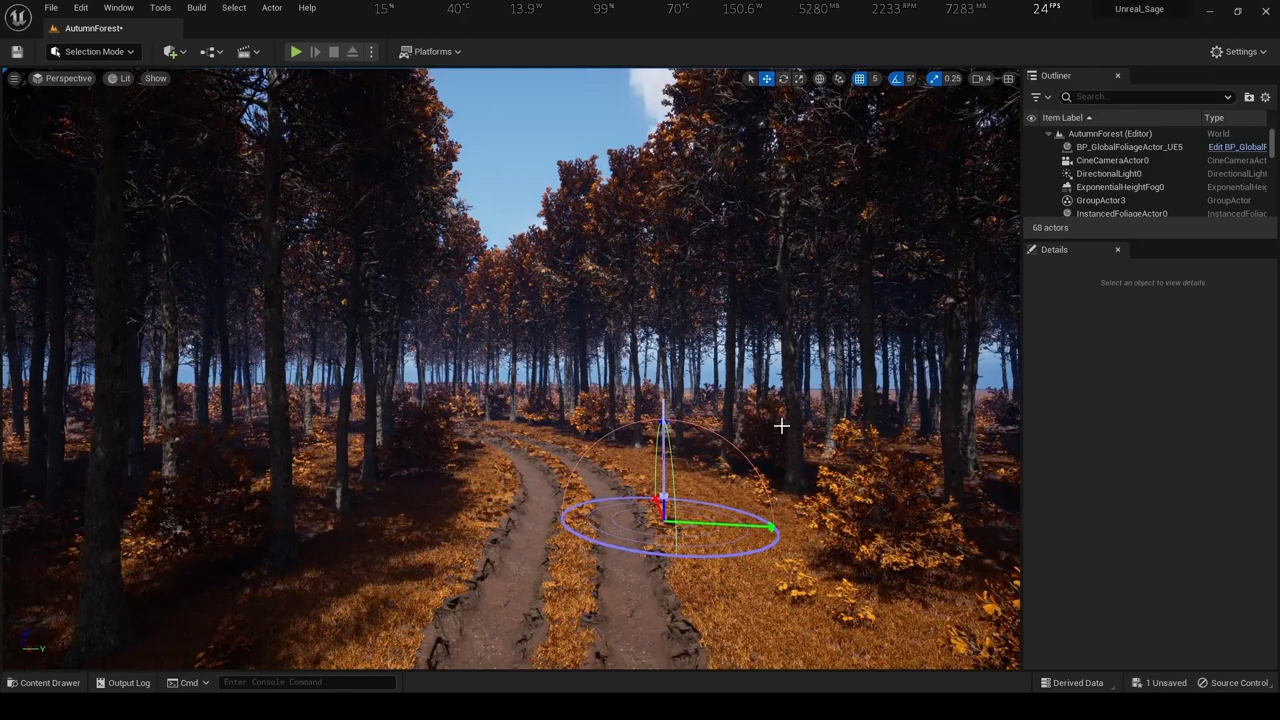 File Edit Window Tools Build Select Actor Help 15 % 40°C 13.9W 99% 70°C 150.6W 5280MB 2233RPM 7283MB 24FPS Unreal_Sage
AutumnForest*
Selection Mode Platforms Settings
Perspective Lit Show 5 5° 0.25 4 Outliner
Search...
Item Label Type
AutumnForest (Editor) World
BP_GlobalFoliageActor_UE5 Edit BP_GlobalF
CineCameraActor0 CineCameraAct
DirectionalLight0 DirectionalLight
ExponentialHeightFog0 ExponentialHeig
GroupActor3 GroupActor
InstancedFoliageActor0 InstancedFoliag
68 actors
Details
Select an object to view details.
Y
Content Drawer Output Log Cmd Enter Console Command Derived Data 1 Unsaved Source Control